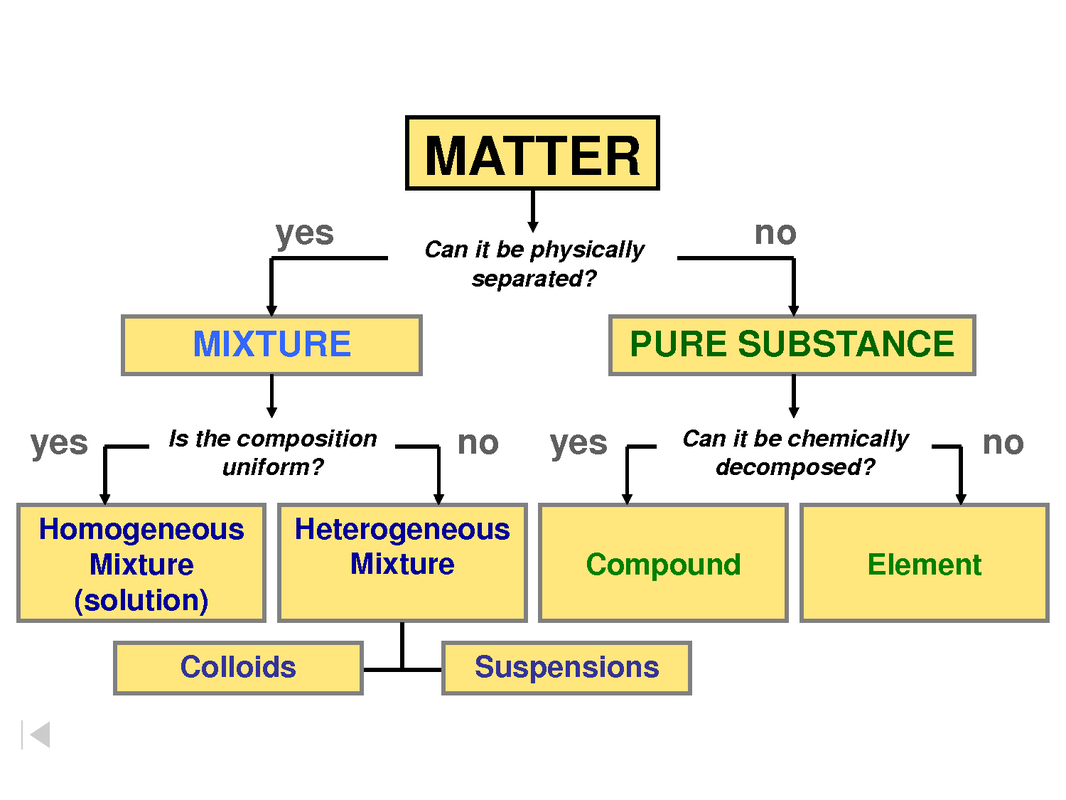 MATTER
yes
no
Can it be physically
separated?
MIXTURE
PURE SUBSTANCE
yes
Is the composition
uniform?
no
yes
Can it be chemically
decomposed?
no
Homogeneous
Mixture
(solution)
Heterogeneous
Mixture
Compound
Element
Colloids
Suspensions